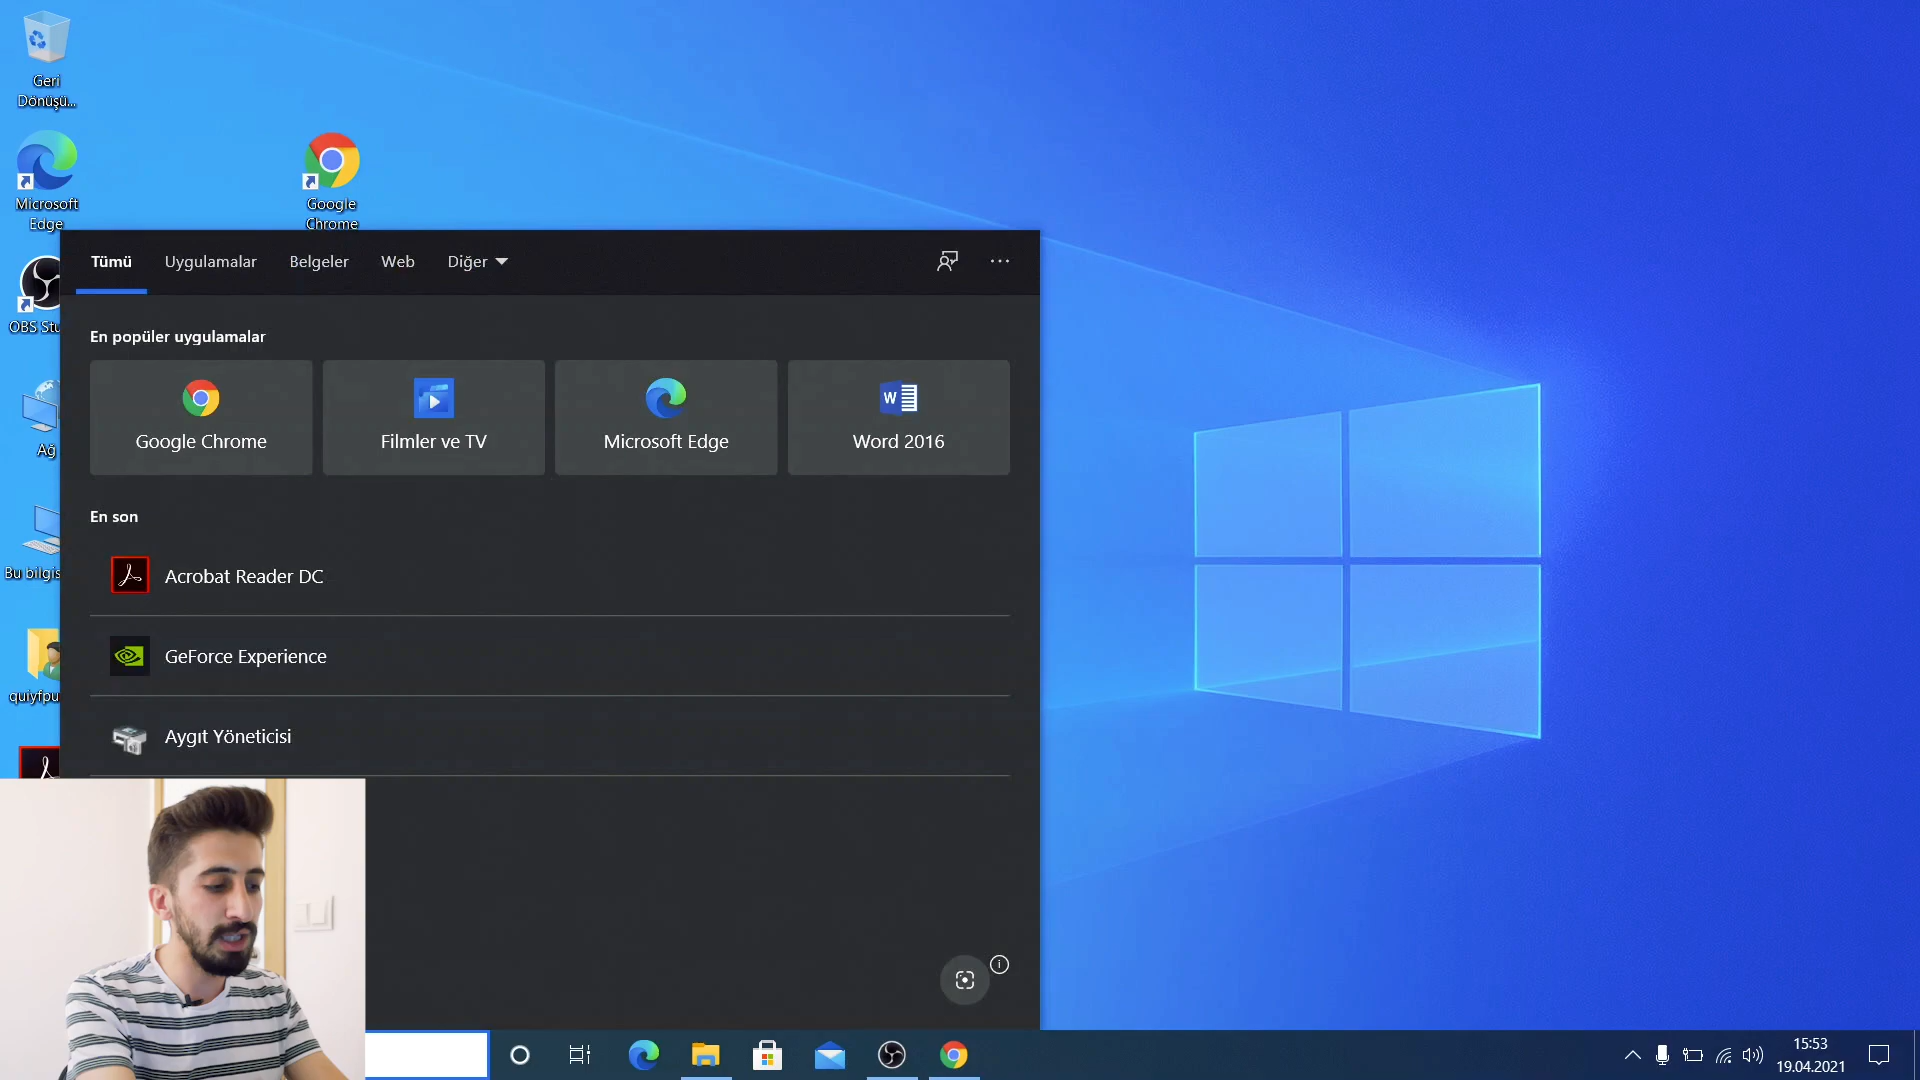 Geri
Dönüşü...
Microsoft
Edge
Google
Chrome
OBS Stu
Ağ
Bu bilgis
quiyfpu
Tümü Uygulamalar Belgeler Web Diğer
En popüler uygulamalar
Google Chrome Filmler ve TV Microsoft Edge Word 2016
En son
Acrobat Reader DC
GeForce Experience
Aygıt Yöneticisi
15:53
19.04.2021